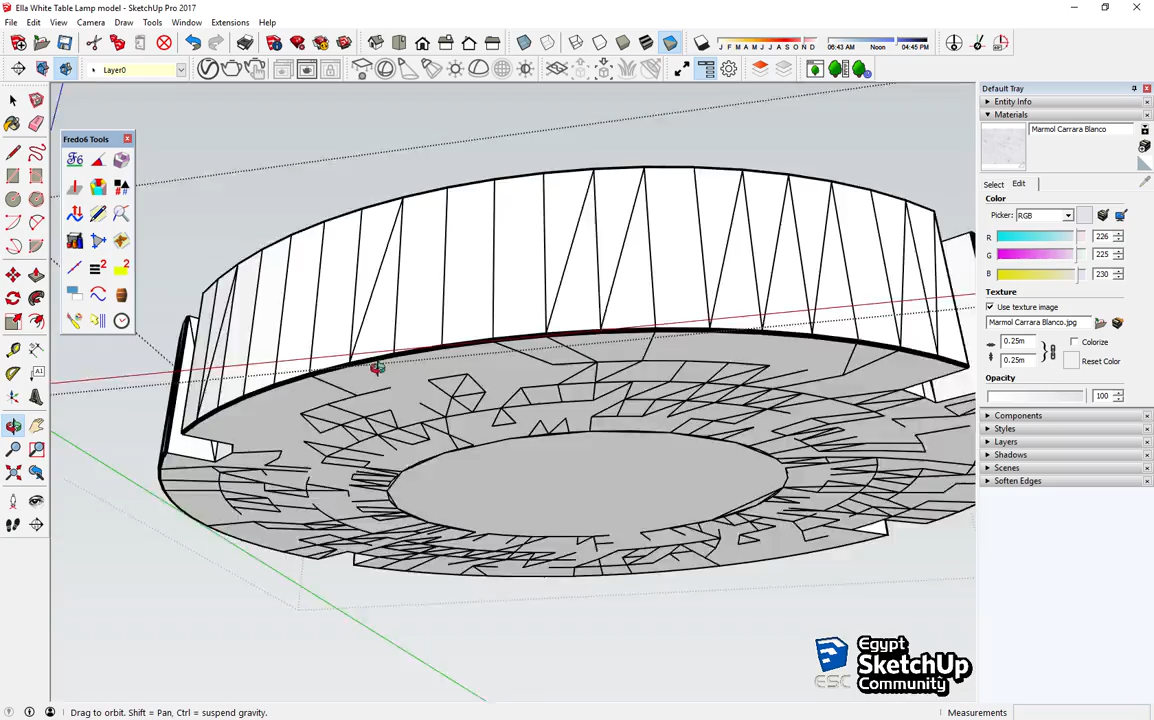 Ella White Table Lamp model - SketchUp Pro 2017
File Edit View Camera Draw Tools Window Extensions Help
J F M A M J J A S O N D 06:43 AM Noon 04:45 PM
Layer0
Default Tray
Entity Info
Materials
Marmol Carrara Blanco
Select Edit
Color
Picker: RGB
R 226
G 225
B 230
Texture
Use texture image
Marmol Carrara Blanco.jpg
0.25m Colorize
0.25m Reset Color
Opacity
100
Components
Styles
Layers
Shadows
Scenes
Soften Edges
Fredo6 Tools
F6
2 2
A1
Egypt
SketchUp
Community
ESC
Drag to orbit. Shift = Pan, Ctrl = suspend gravity.
Measurements